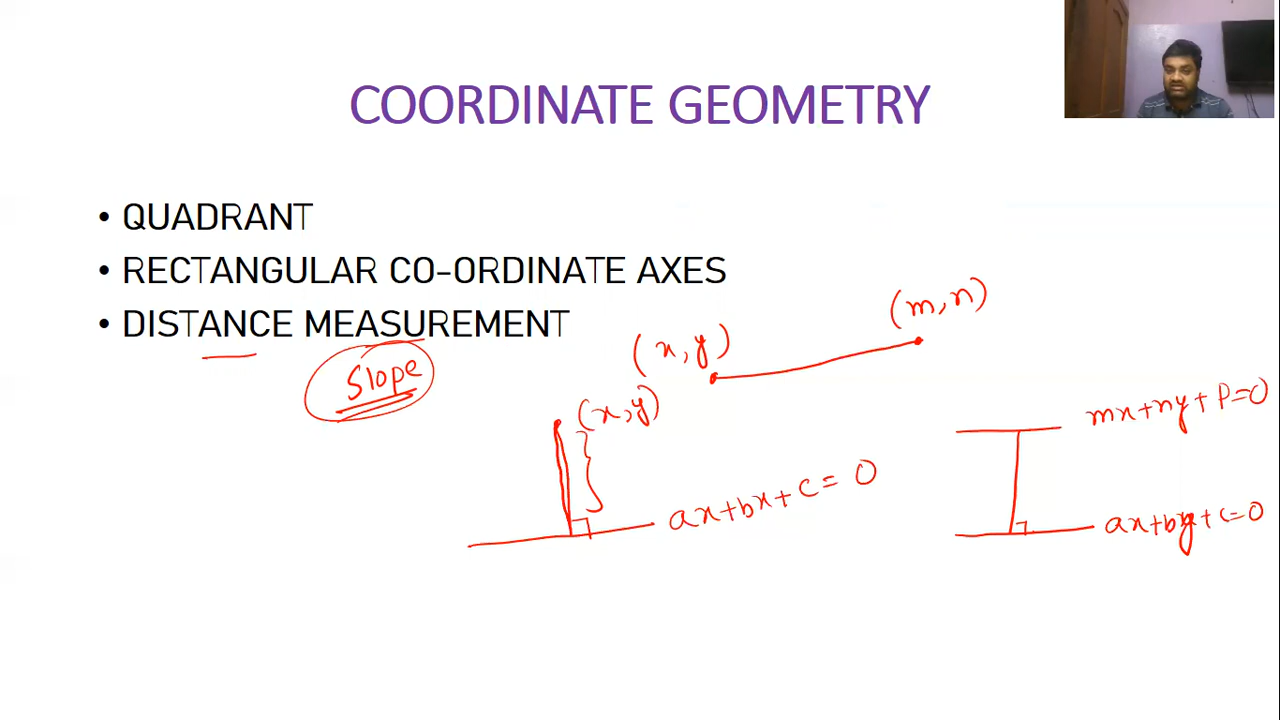 COORDINATE GEOMETRY
• QUADRANT
• RECTANGULAR CO-ORDINATE AXES
• DISTANCE MEASUREMENT
Slope
(x,y)
(m,n)
(x,y)
ax+bx+c=0
mx+ny+P=0
ax+by+c=0